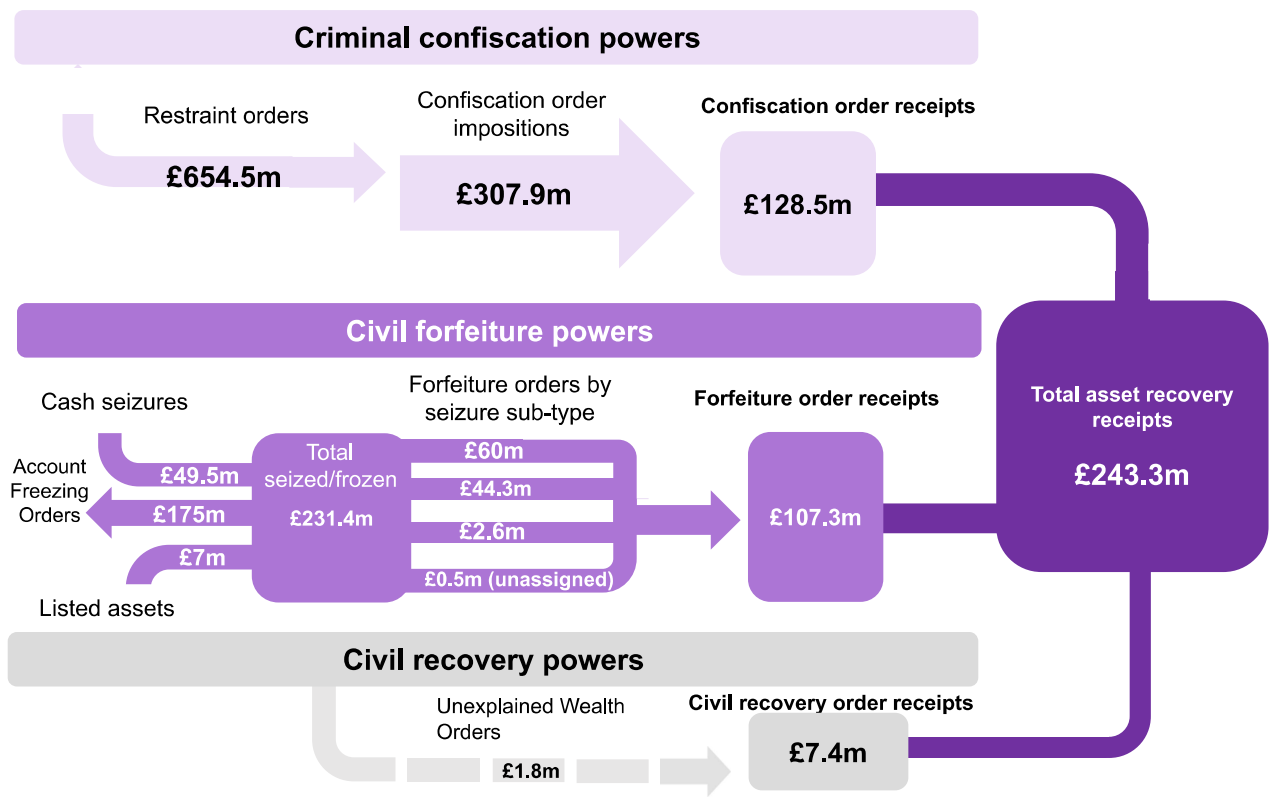 Criminal confiscation powers
Restraint orders
£654.5m
Confiscation order
impositions
£307.9m
Confiscation order receipts
£128.5m
Civil forfeiture powers
Cash seizures
£49.5m
Account
Freezing
Orders
£175m
£7m
Listed assets
Total
seized/frozen
£231.4m
Forfeiture orders by
seizure sub-type
£60m
£44.3m
£2.6m
£0.5m (unassigned)
Forfeiture order receipts
£107.3m
Total asset recovery
receipts
£243.3m
Civil recovery powers
Unexplained Wealth
Orders
£1.8m
Civil recovery order receipts
£7.4m